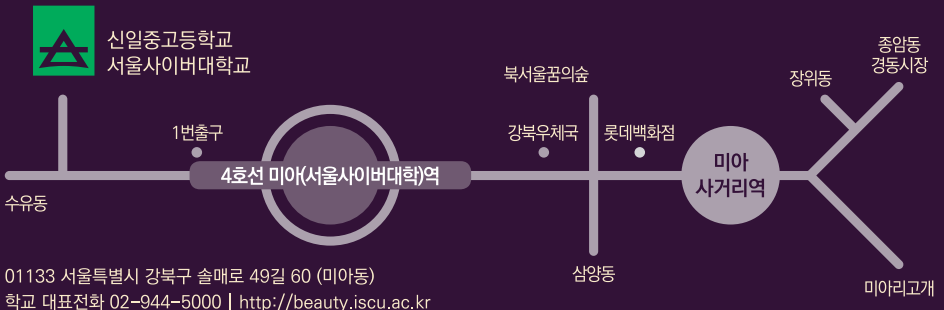 신일중고등학교
서울사이버대학교
종암동
경동시장
북서울꿈의숲
장위동
1번출구
강북우체국
롯데백화점
4호선 미아(서울사이버대학)역
미아
사거리역
수유동
삼양동
미아리고개
01133 서울특별시 강북구 솔매로 49길 60 (미아동)
학교 대표전화 02-944-5000 | http://beauty.iscu.ac.kr